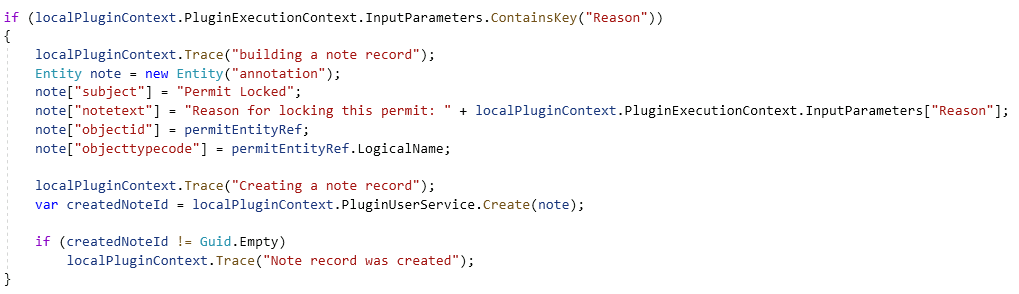 if (localPluginContext.PluginExecutionContext.InputParameters.ContainsKey("Reason"))
{
    localPluginContext.Trace("building a note record");
    Entity note = new Entity("annotation");
    note["subject"] = "Permit Locked";
    note["notetext"] = "Reason for locking this permit: " + localPluginContext.PluginExecutionContext.InputParameters["Reason"];
    note["objectid"] = permitEntityRef;
    note["objecttypecode"] = permitEntityRef.LogicalName;

    localPluginContext.Trace("Creating a note record");
    var createdNoteId = localPluginContext.PluginUserService.Create(note);

    if (createdNoteId != Guid.Empty)
        localPluginContext.Trace("Note record was created");
}